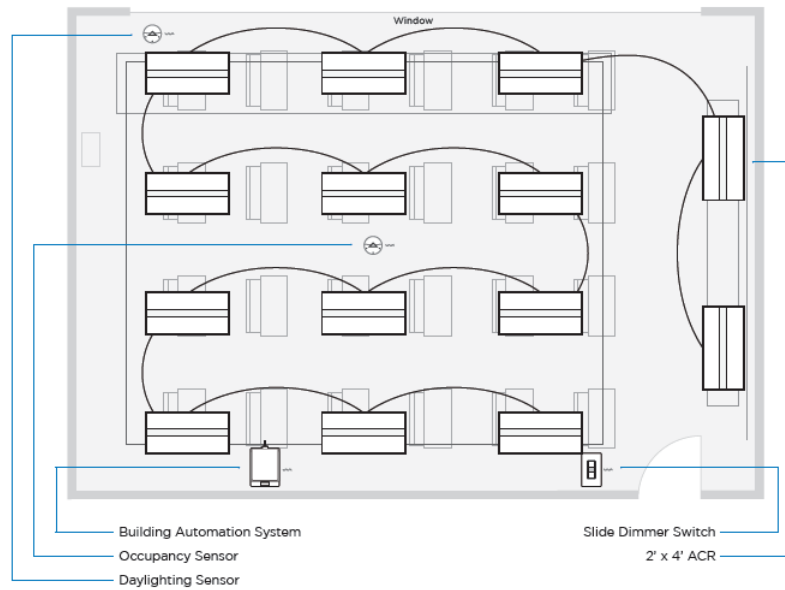 Window
Building Automation System
Slide Dimmer Switch
Occupancy Sensor
2' x 4' ACR
Daylighting Sensor